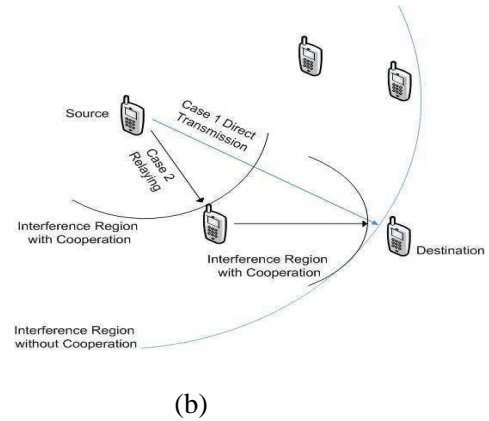 Source
Case 1 Direct
Transmission
Case 2
Relaying
Interference Region
with Cooperation
Interference Region
with Cooperation
Destination
Interference Region
without Cooperation
(b)